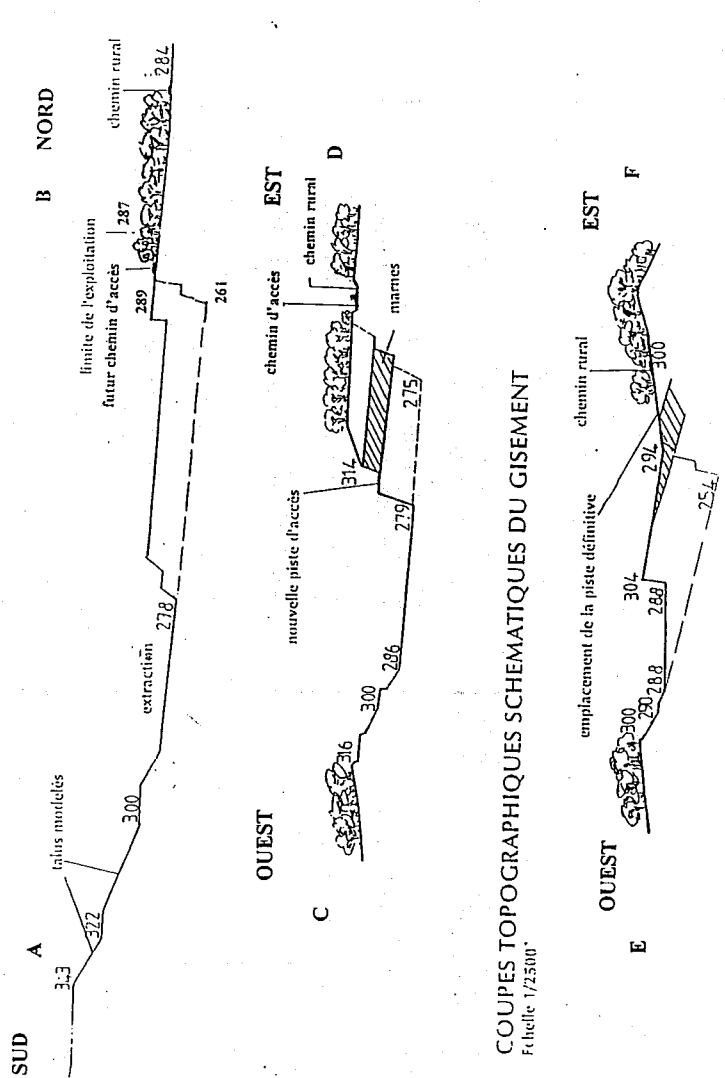 SUD
A
B NORD
343
322
talus modelés
300
extraction
278
limite de l'exploitation
futur chemin d'accès
289
287
261
chemin rural
284
OUEST
C
EST
D
316
300
286
nouvelle piste d'accès
279
314
275
chemin d'accès
chemin rural
marnes
COUPES TOPOGRAPHIQUES SCHEMATIQUES DU GISEMENT
Echelle 1/2500°
OUEST
E
EST
F
300
290
288
emplacement de la piste définitive
304
288
294
254
chemin rural
300